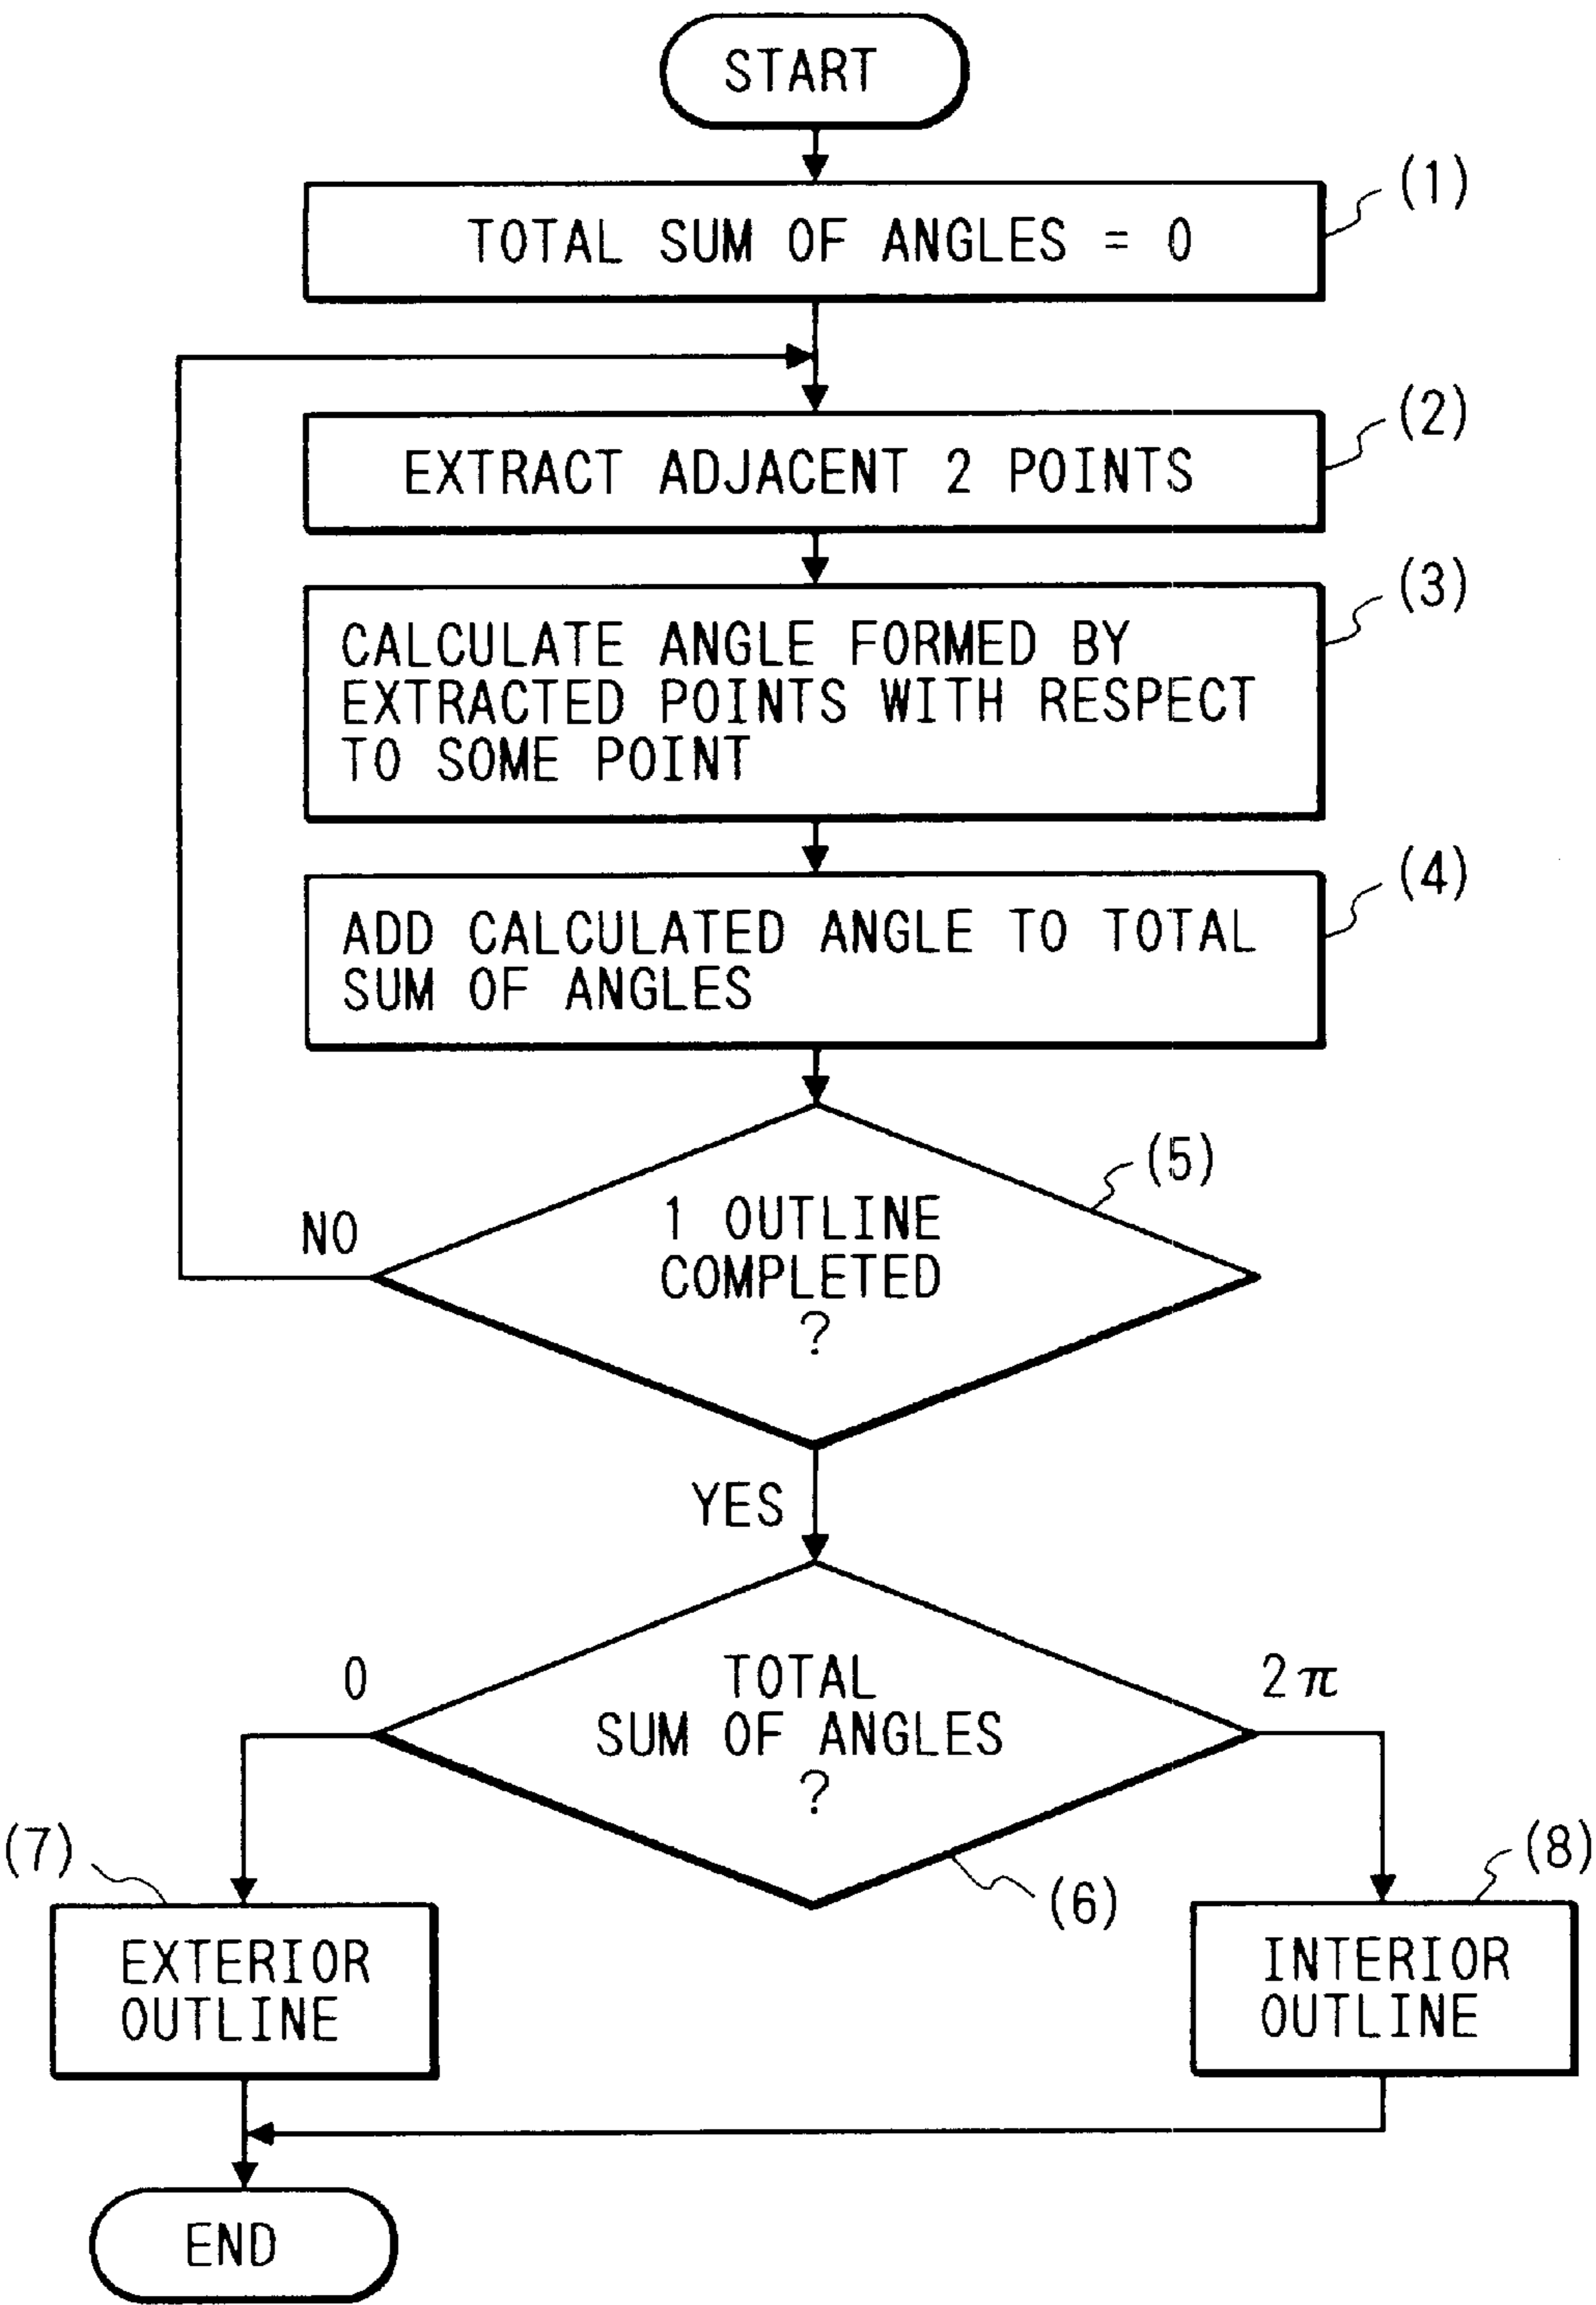 START
(1)
TOTAL SUM OF ANGLES = 0
(2)
EXTRACT ADJACENT 2 POINTS
(3)
CALCULATE ANGLE FORMED BY
EXTRACTED POINTS WITH RESPECT
TO SOME POINT
(4)
ADD CALCULATED ANGLE TO TOTAL
SUM OF ANGLES
(5)
1 OUTLINE
COMPLETED
?
NO
YES
TOTAL
SUM OF ANGLES
?
0
2π
(6)
(7)
EXTERIOR
OUTLINE
(8)
INTERIOR
OUTLINE
END